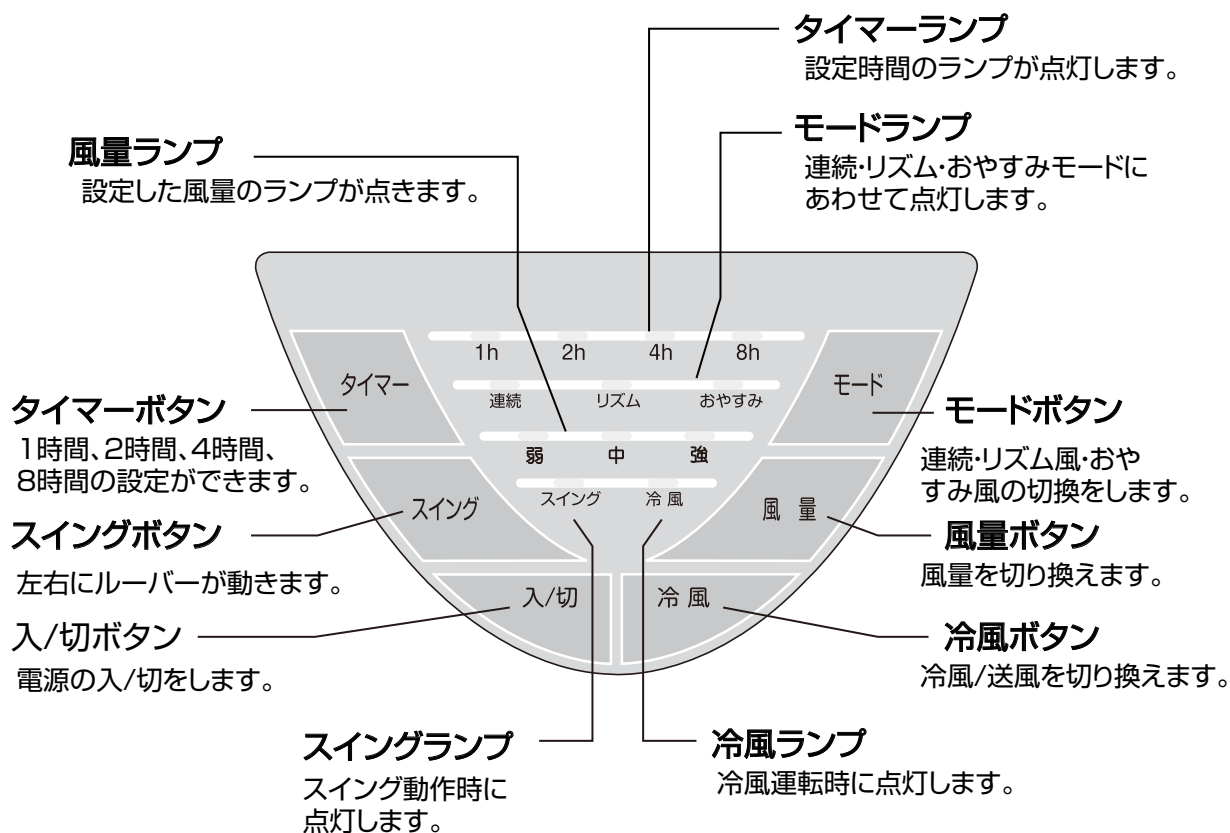 タイマーランプ
設定時間のランプが点灯します。
モードランプ
連続・リズム・おやすみモードに
あわせて点灯します。
風量ランプ
設定した風量のランプが点きます。
1h 2h 4h 8h
連続 リズム おやすみ
弱 中 強
スイング 冷風
タイマー
モード
スイング
風量
入/切
冷風
タイマーボタン
1時間、2時間、4時間、
8時間の設定ができます。
スイングボタン
左右にルーバーが動きます。
入/切ボタン
電源の入/切をします。
モードボタン
連続・リズム風・おや
すみ風の切換をします。
風量ボタン
風量を切り換えます。
冷風ボタン
冷風/送風を切り換えます。
スイングランプ
スイング動作時に
点灯します。
冷風ランプ
冷風運転時に点灯します。